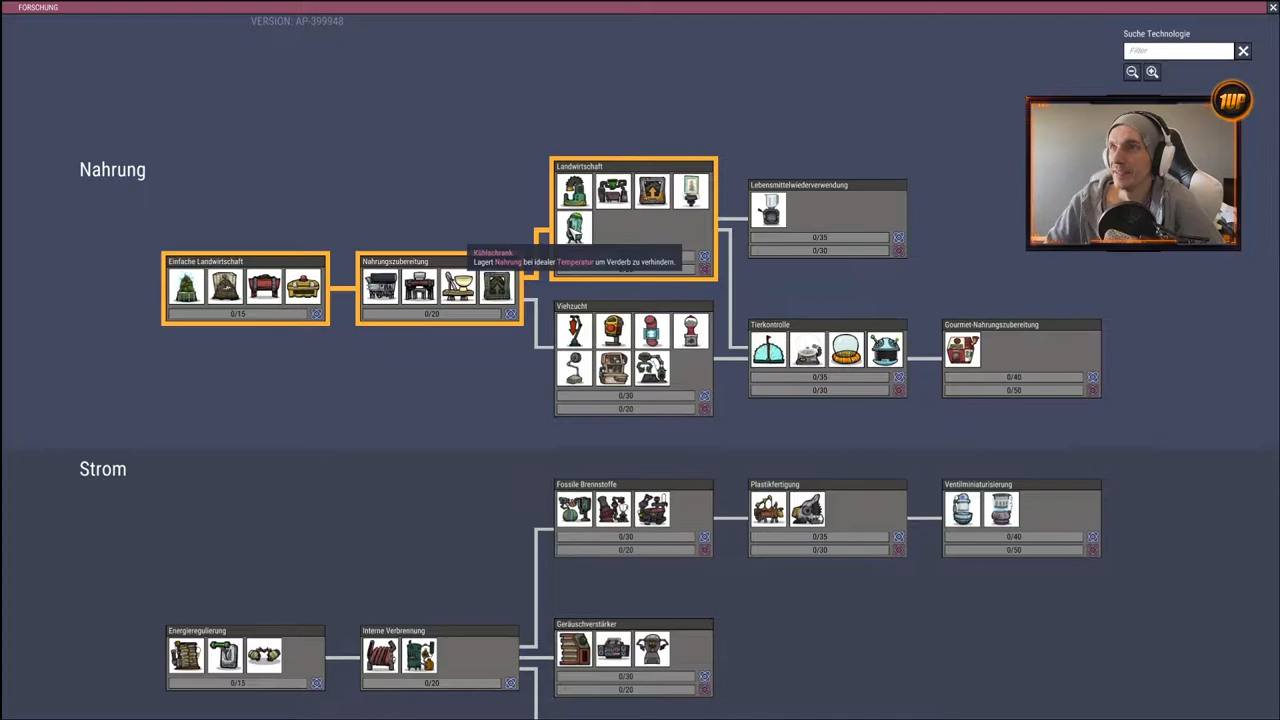 FORSCHUNG
VERSION: AP-399948
Suche Technologie
Filter
1UP
Nahrung
Landwirtschaft
Lebensmittelwiederverwendung
0/35
0/30
Einfache Landwirtschaft
0/15
Nahrungszubereitung
0/20
Kühlschrank
Lagert Nahrung bei idealer Temperatur um Verderb zu verhindern.
Viehzucht
0/30
0/20
Tierkontrolle
0/35
0/30
Gourmet-Nahrungszubereitung
0/40
0/50
Strom
Fossile Brennstoffe
0/30
0/20
Plastikfertigung
0/35
0/30
Ventilminiaturisierung
0/40
0/50
Energieregulierung
0/15
Interne Verbrennung
0/20
Geräuschverstärker
0/30
0/20